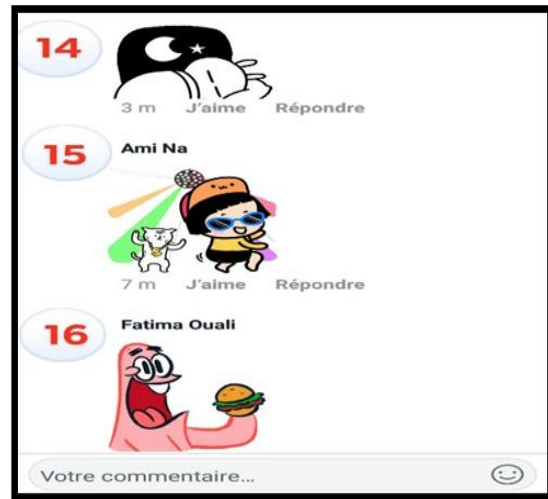 14
3 m J'aime Répondre
15 Ami Na
7 m J'aime Répondre
16 Fatima Ouali
Votre commentaire...